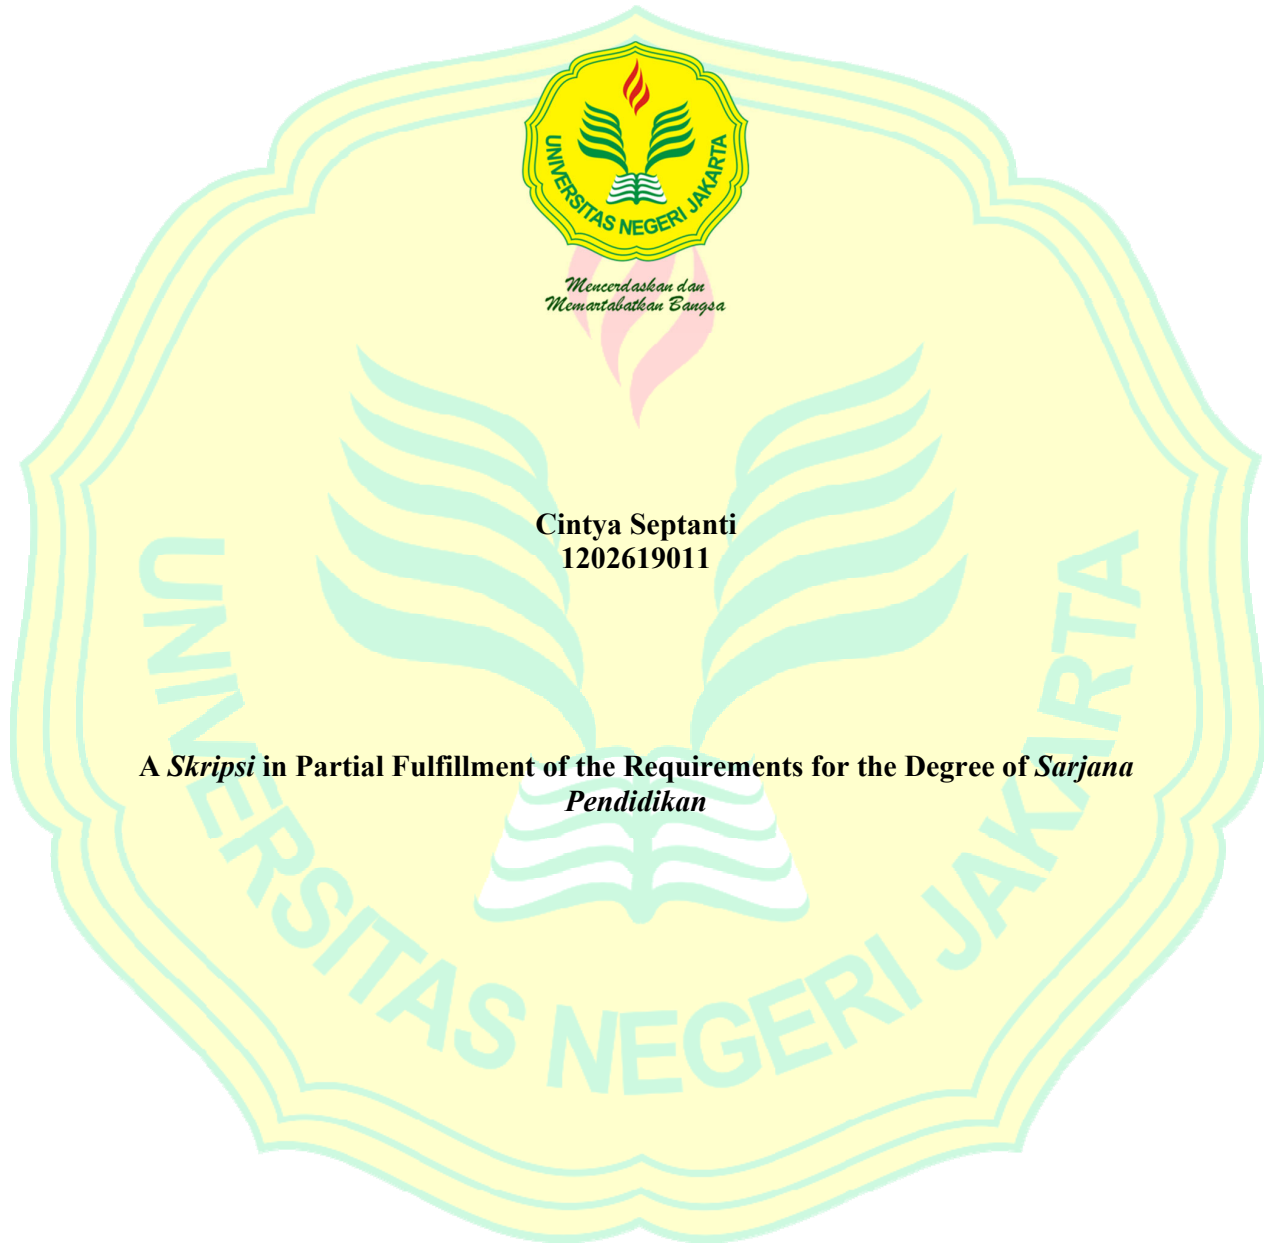 UNIVERSITAS NEGERI JAKARTA
Mencerdaskan dan
Memartabatkan Bangsa
Cintya Septanti
1202619011
A Skripsi in Partial Fulfillment of the Requirements for the Degree of Sarjana
Pendidikan
UNIVERSITAS NEGERI JAKARTA